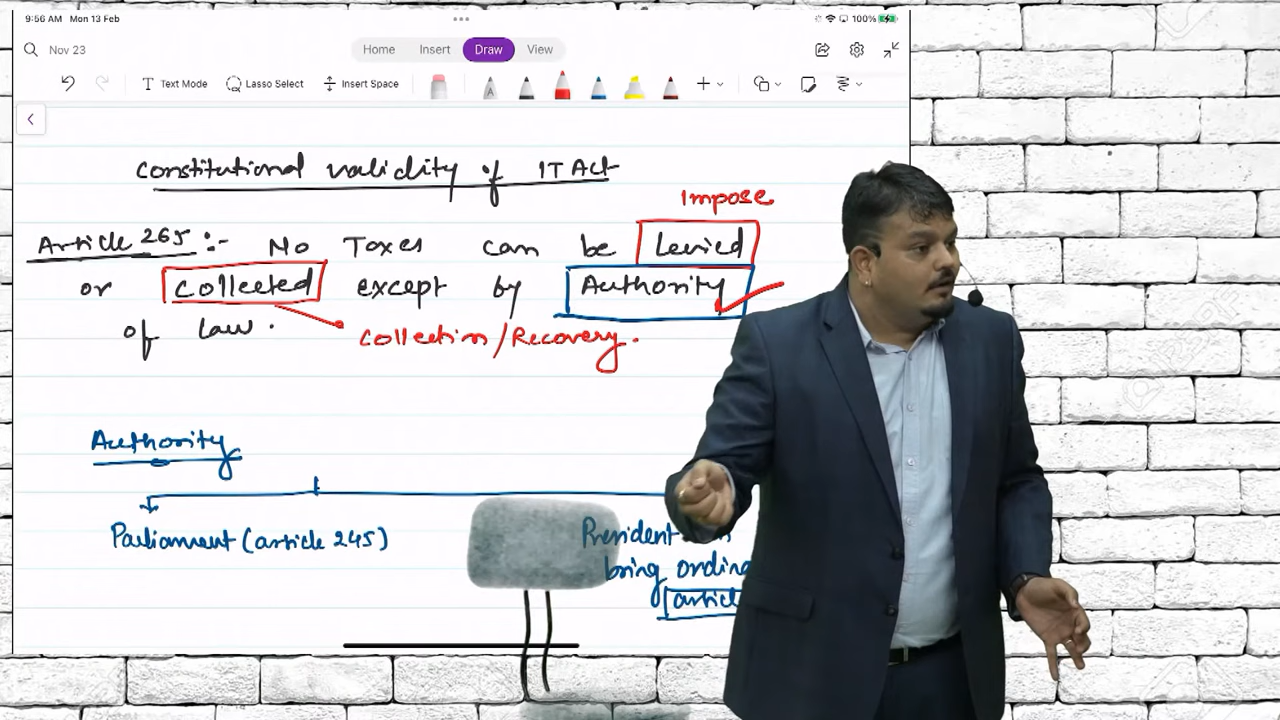 9:56 AM Mon 13 Feb
100%
Nov 23
Home Insert Draw View
Text Mode Lasso Select Insert Space
Constitutional validity of IT Act
Impose
Article 265:- No Taxes can be Levied
or collected except by Authority
of law.
Collection/Recovery.
Authority
Parliament (article 245)
President
bring